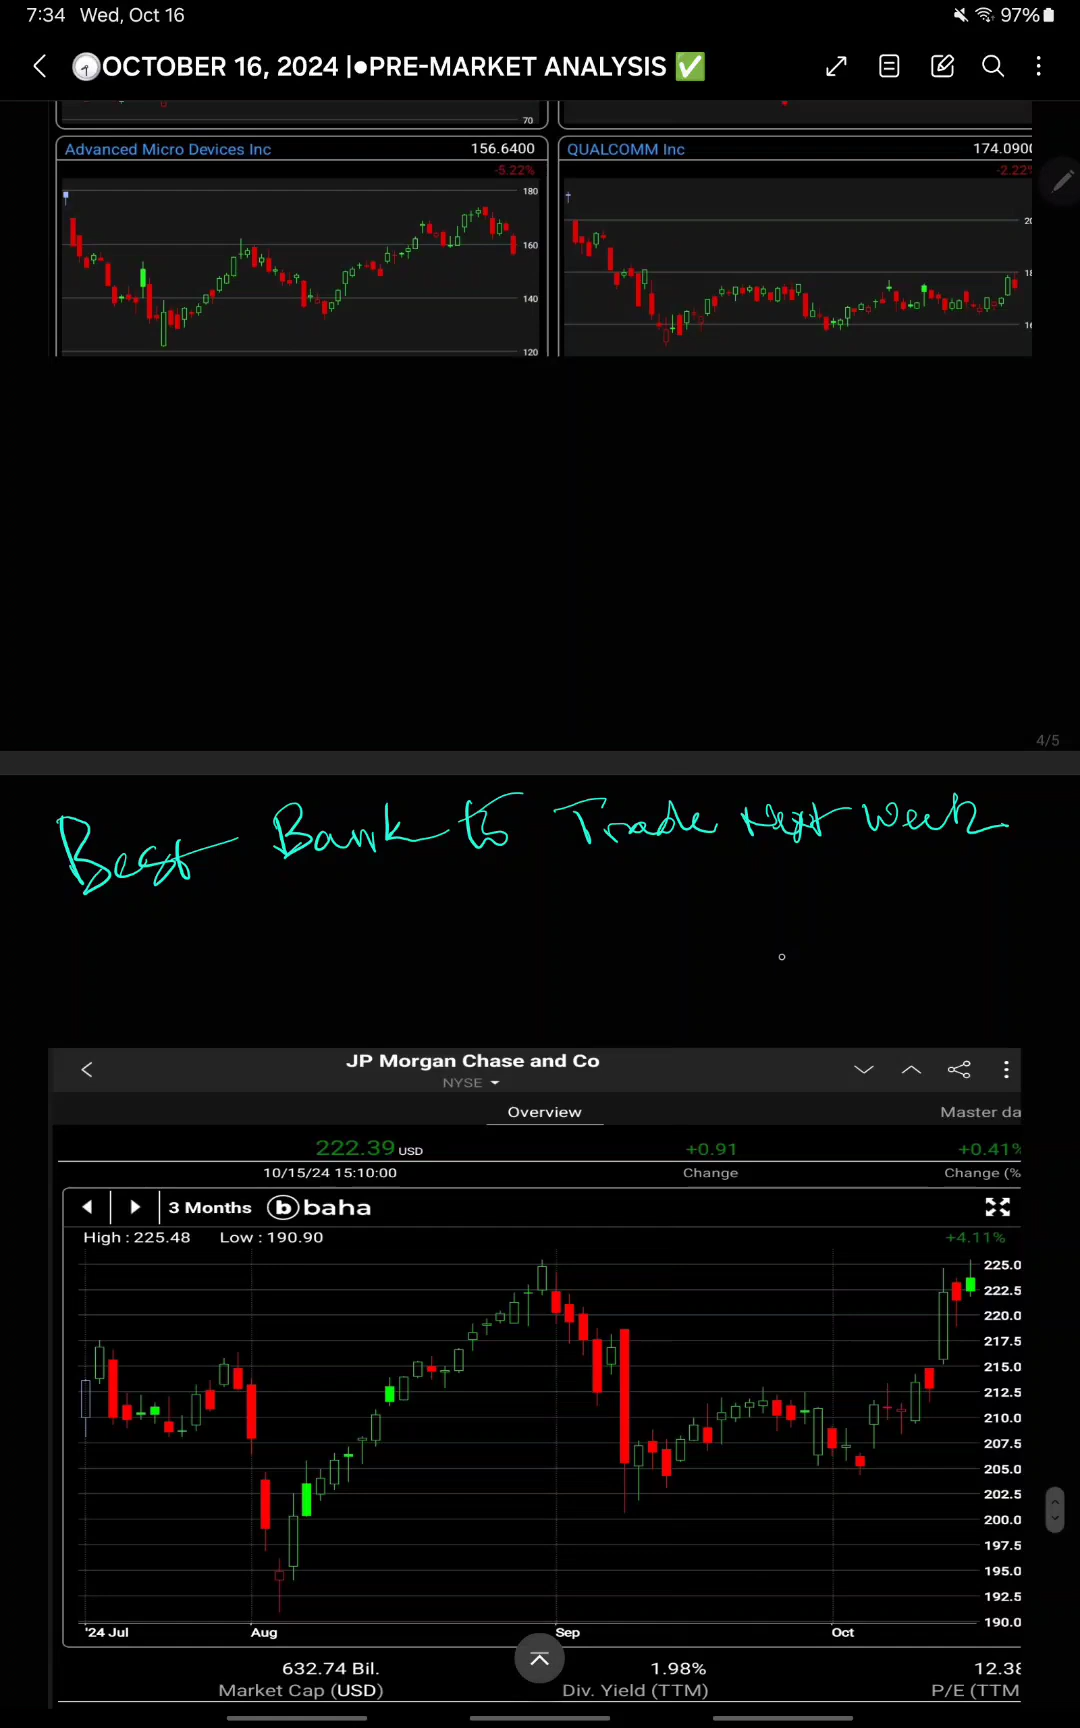 7:34 Wed, Oct 16
97%
OCTOBER 16, 2024 |●PRE-MARKET ANALYSIS ✅
70
Advanced Micro Devices Inc 156.6400
-5.22%
180
160
140
120
QUALCOMM Inc 174.090
-2.22%
20
18
16
4/5
Best Bank to Trade Next Week
JP Morgan Chase and Co
NYSE
Overview
Master da
222.39 USD
+0.91
+0.41%
10/15/24 15:10:00
Change
Change (%
3 Months
b baha
High : 225.48 Low : 190.90
+4.11%
225.0
222.5
220.0
217.5
215.0
212.5
210.0
207.5
205.0
202.5
200.0
197.5
195.0
192.5
190.0
'24 Jul Aug Sep Oct
632.74 Bil.
1.98%
12.38
Market Cap (USD)
Div. Yield (TTM)
P/E (TTM